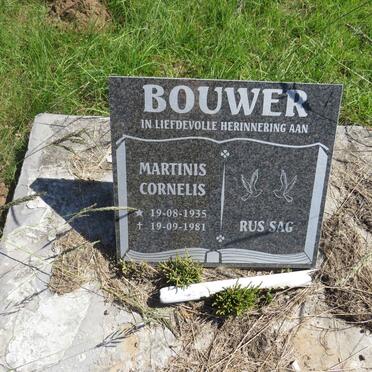 BOUWER
IN LIEFDEVOLLE HERINNERING AAN
MARTINIS
CORNELIS
★ 19-08-1935
✝ 19-09-1981
RUS SAG